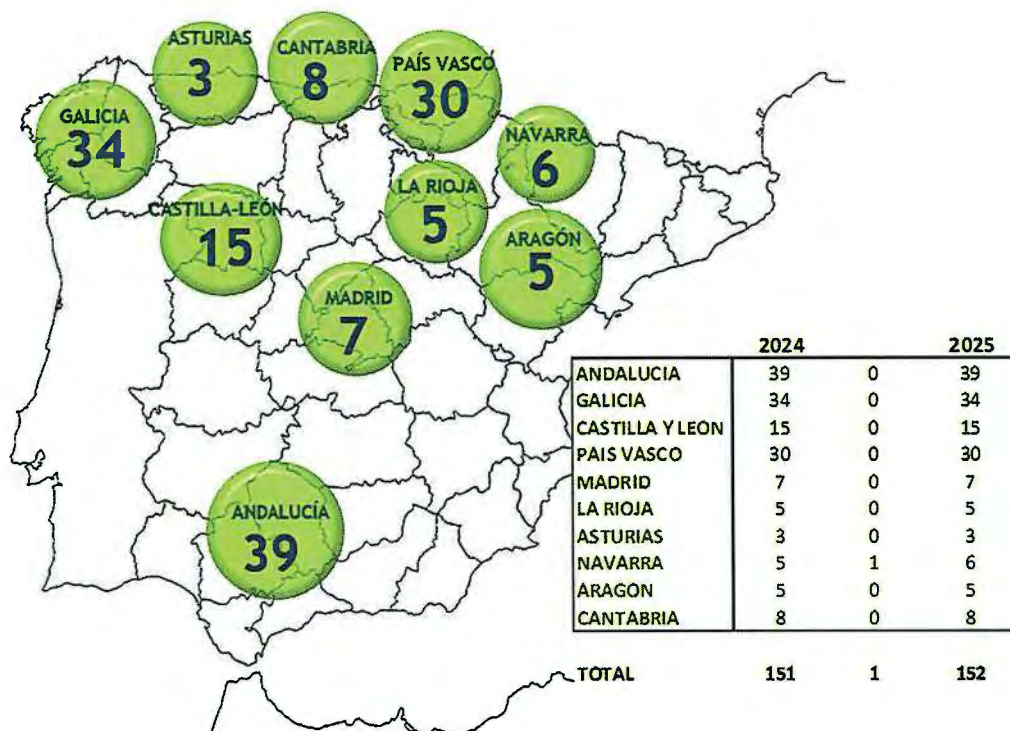 ASTURIAS
3
CANTABRIA
8
PAÍS VASCO
30
GALICIA
34
NAVARRA
6
LA RIOJA
5
CASTILLA-LEÓN
15
ARAGÓN
5
MADRID
7
ANDALUCÍA
39
2024 2025
ANDALUCIA 39 0 39
GALICIA 34 0 34
CASTILLA Y LEON 15 0 15
PAIS VASCO 30 0 30
MADRID 7 0 7
LA RIOJA 5 0 5
ASTURIAS 3 0 3
NAVARRA 5 1 6
ARAGON 5 0 5
CANTABRIA 8 0 8
TOTAL 151 1 152